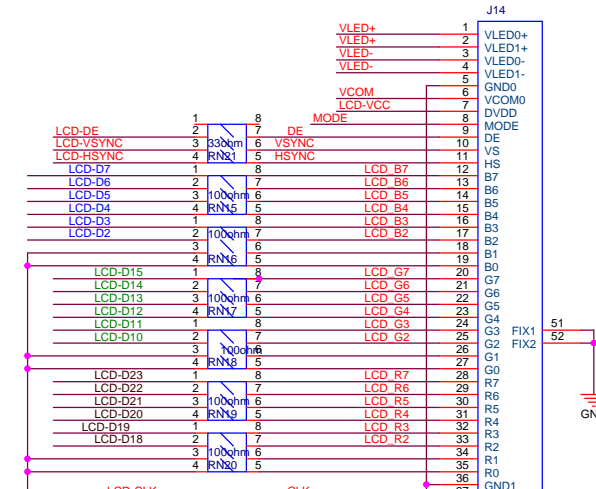 J14
VLED+ 1 VLED0+
VLED+ 2 VLED1+
VLED- 3 VLED0-
VLED- 4 VLED1-
5 GND0
VCOM 6 VCOM0
LCD-VCC 7 DVDD
1 8 MODE 8 MODE
LCD-DE 2 7 DE 9 DE
LCD-VSYNC 3 33ohm 6 VSYNC 10 VS
LCD-HSYNC 4 RN21 5 HSYNC 11 HS
LCD-D7 1 8 LCD_B7 12 B7
LCD-D6 2 7 LCD_B6 13 B6
LCD-D5 3 100ohm 6 LCD_B5 14 B5
LCD-D4 4 RN15 5 LCD_B4 15 B4
LCD-D3 1 8 LCD_B3 16 B3
LCD-D2 2 100ohm 7 LCD_B2 17 B2
3 6 18 B1
4 RN16 5 19 B0
LCD-D15 1 8 LCD_G7 20 G7
LCD-D14 2 7 LCD_G6 21 G6
LCD-D13 3 100ohm 6 LCD_G5 22 G5
LCD-D12 4 RN17 5 LCD_G4 23 G4
LCD-D11 1 8 LCD_G3 24 G3 FIX1 51
LCD-D10 2 7 LCD_G2 25 G2 FIX2 52
3 100ohm 6 26 G1
4 RN18 5 27 G0
LCD-D23 1 8 LCD_R7 28 R7
LCD-D22 2 7 LCD_R6 29 R6
LCD-D21 3 100ohm 6 LCD_R5 30 R5
LCD-D20 4 RN19 5 LCD_R4 31 R4
LCD-D19 1 8 LCD_R3 32 R3
LCD-D18 2 7 LCD_R2 33 R2
3 100ohm 6 34 R1
4 RN20 5 35 R0
36 GND1